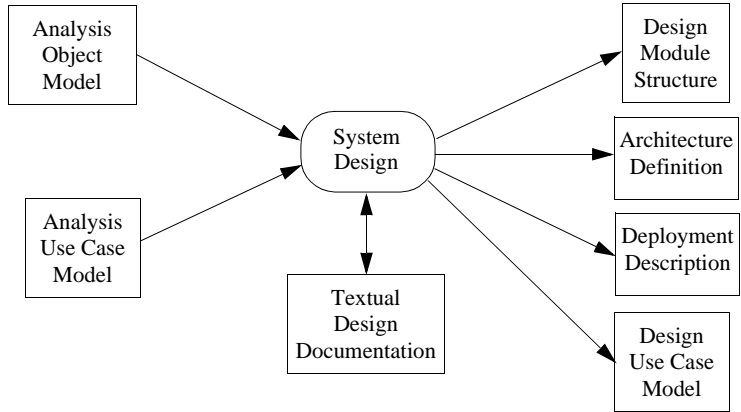 Analysis
Object
Model
Analysis
Use Case
Model
System
Design
Textual
Design
Documentation
Design
Module
Structure
Architecture
Definition
Deployment
Description
Design
Use Case
Model